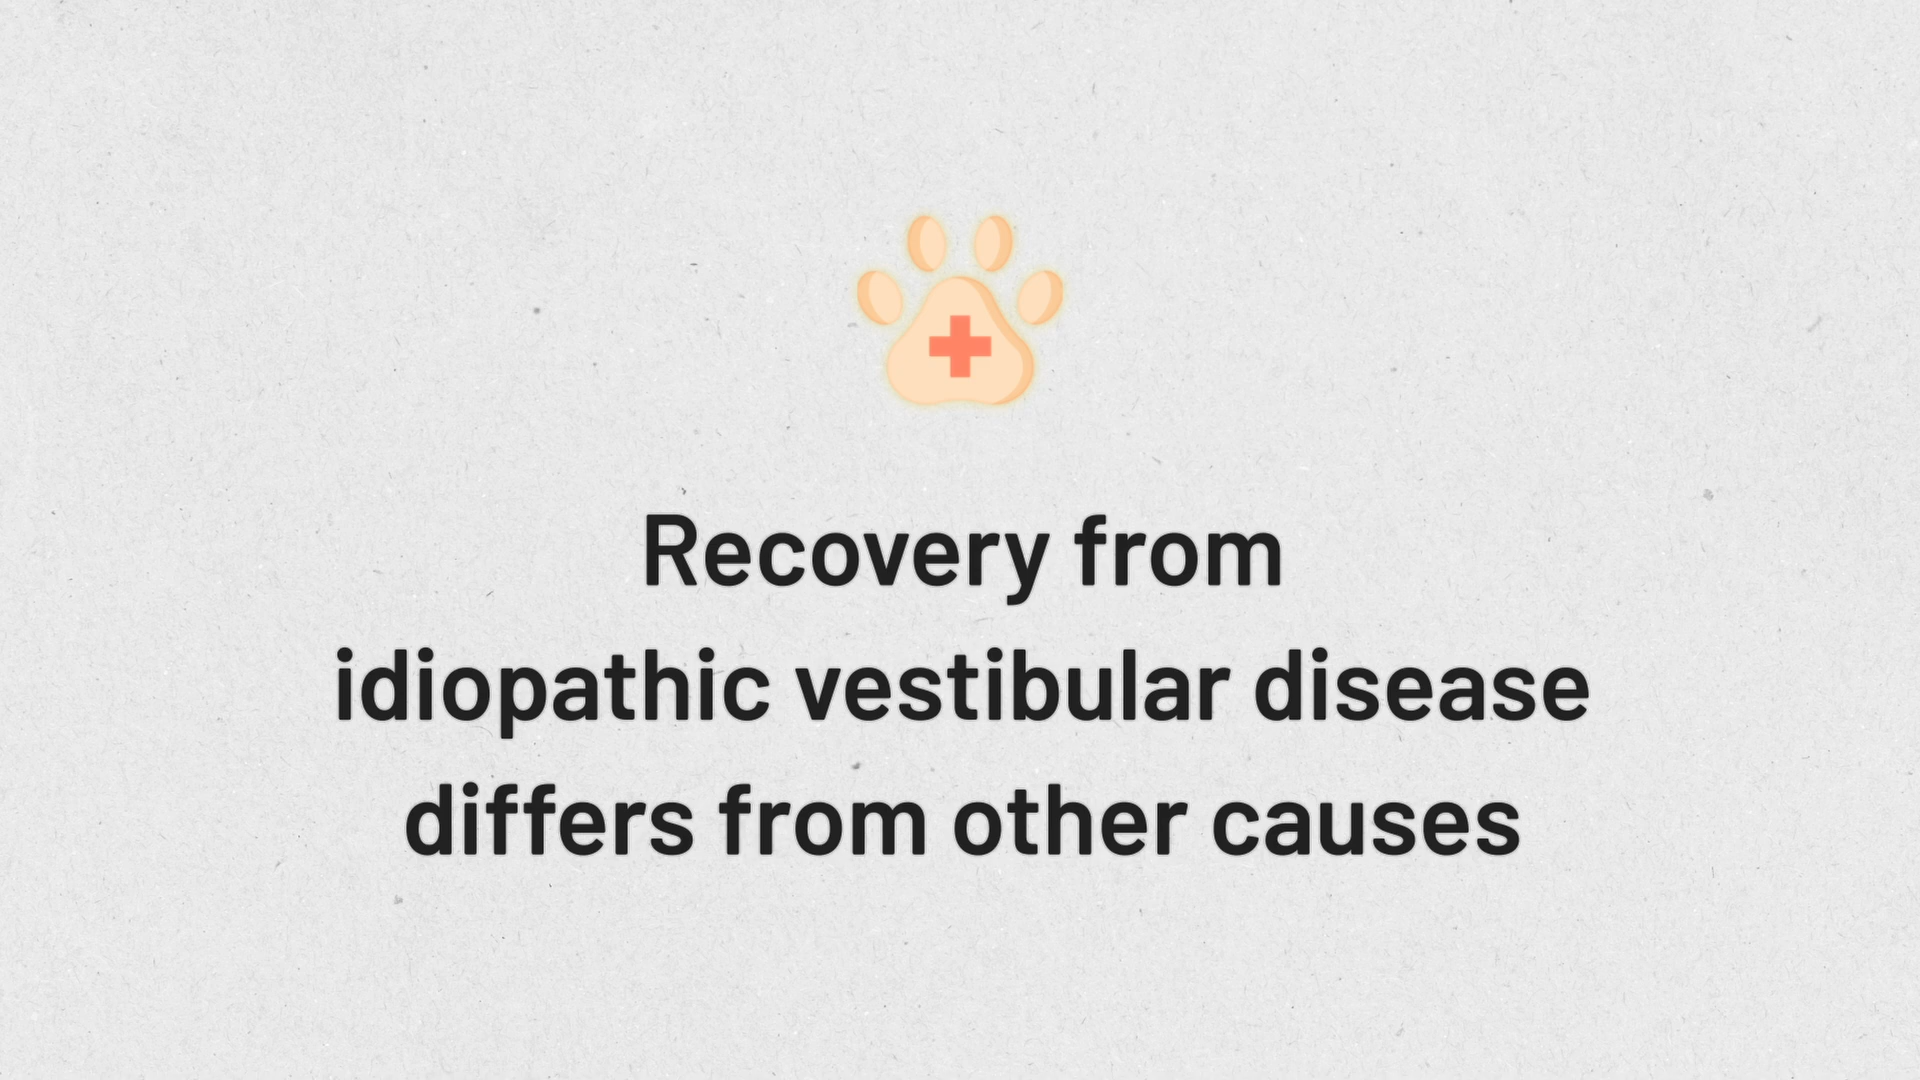 Recovery from
idiopathic vestibular disease
differs from other causes